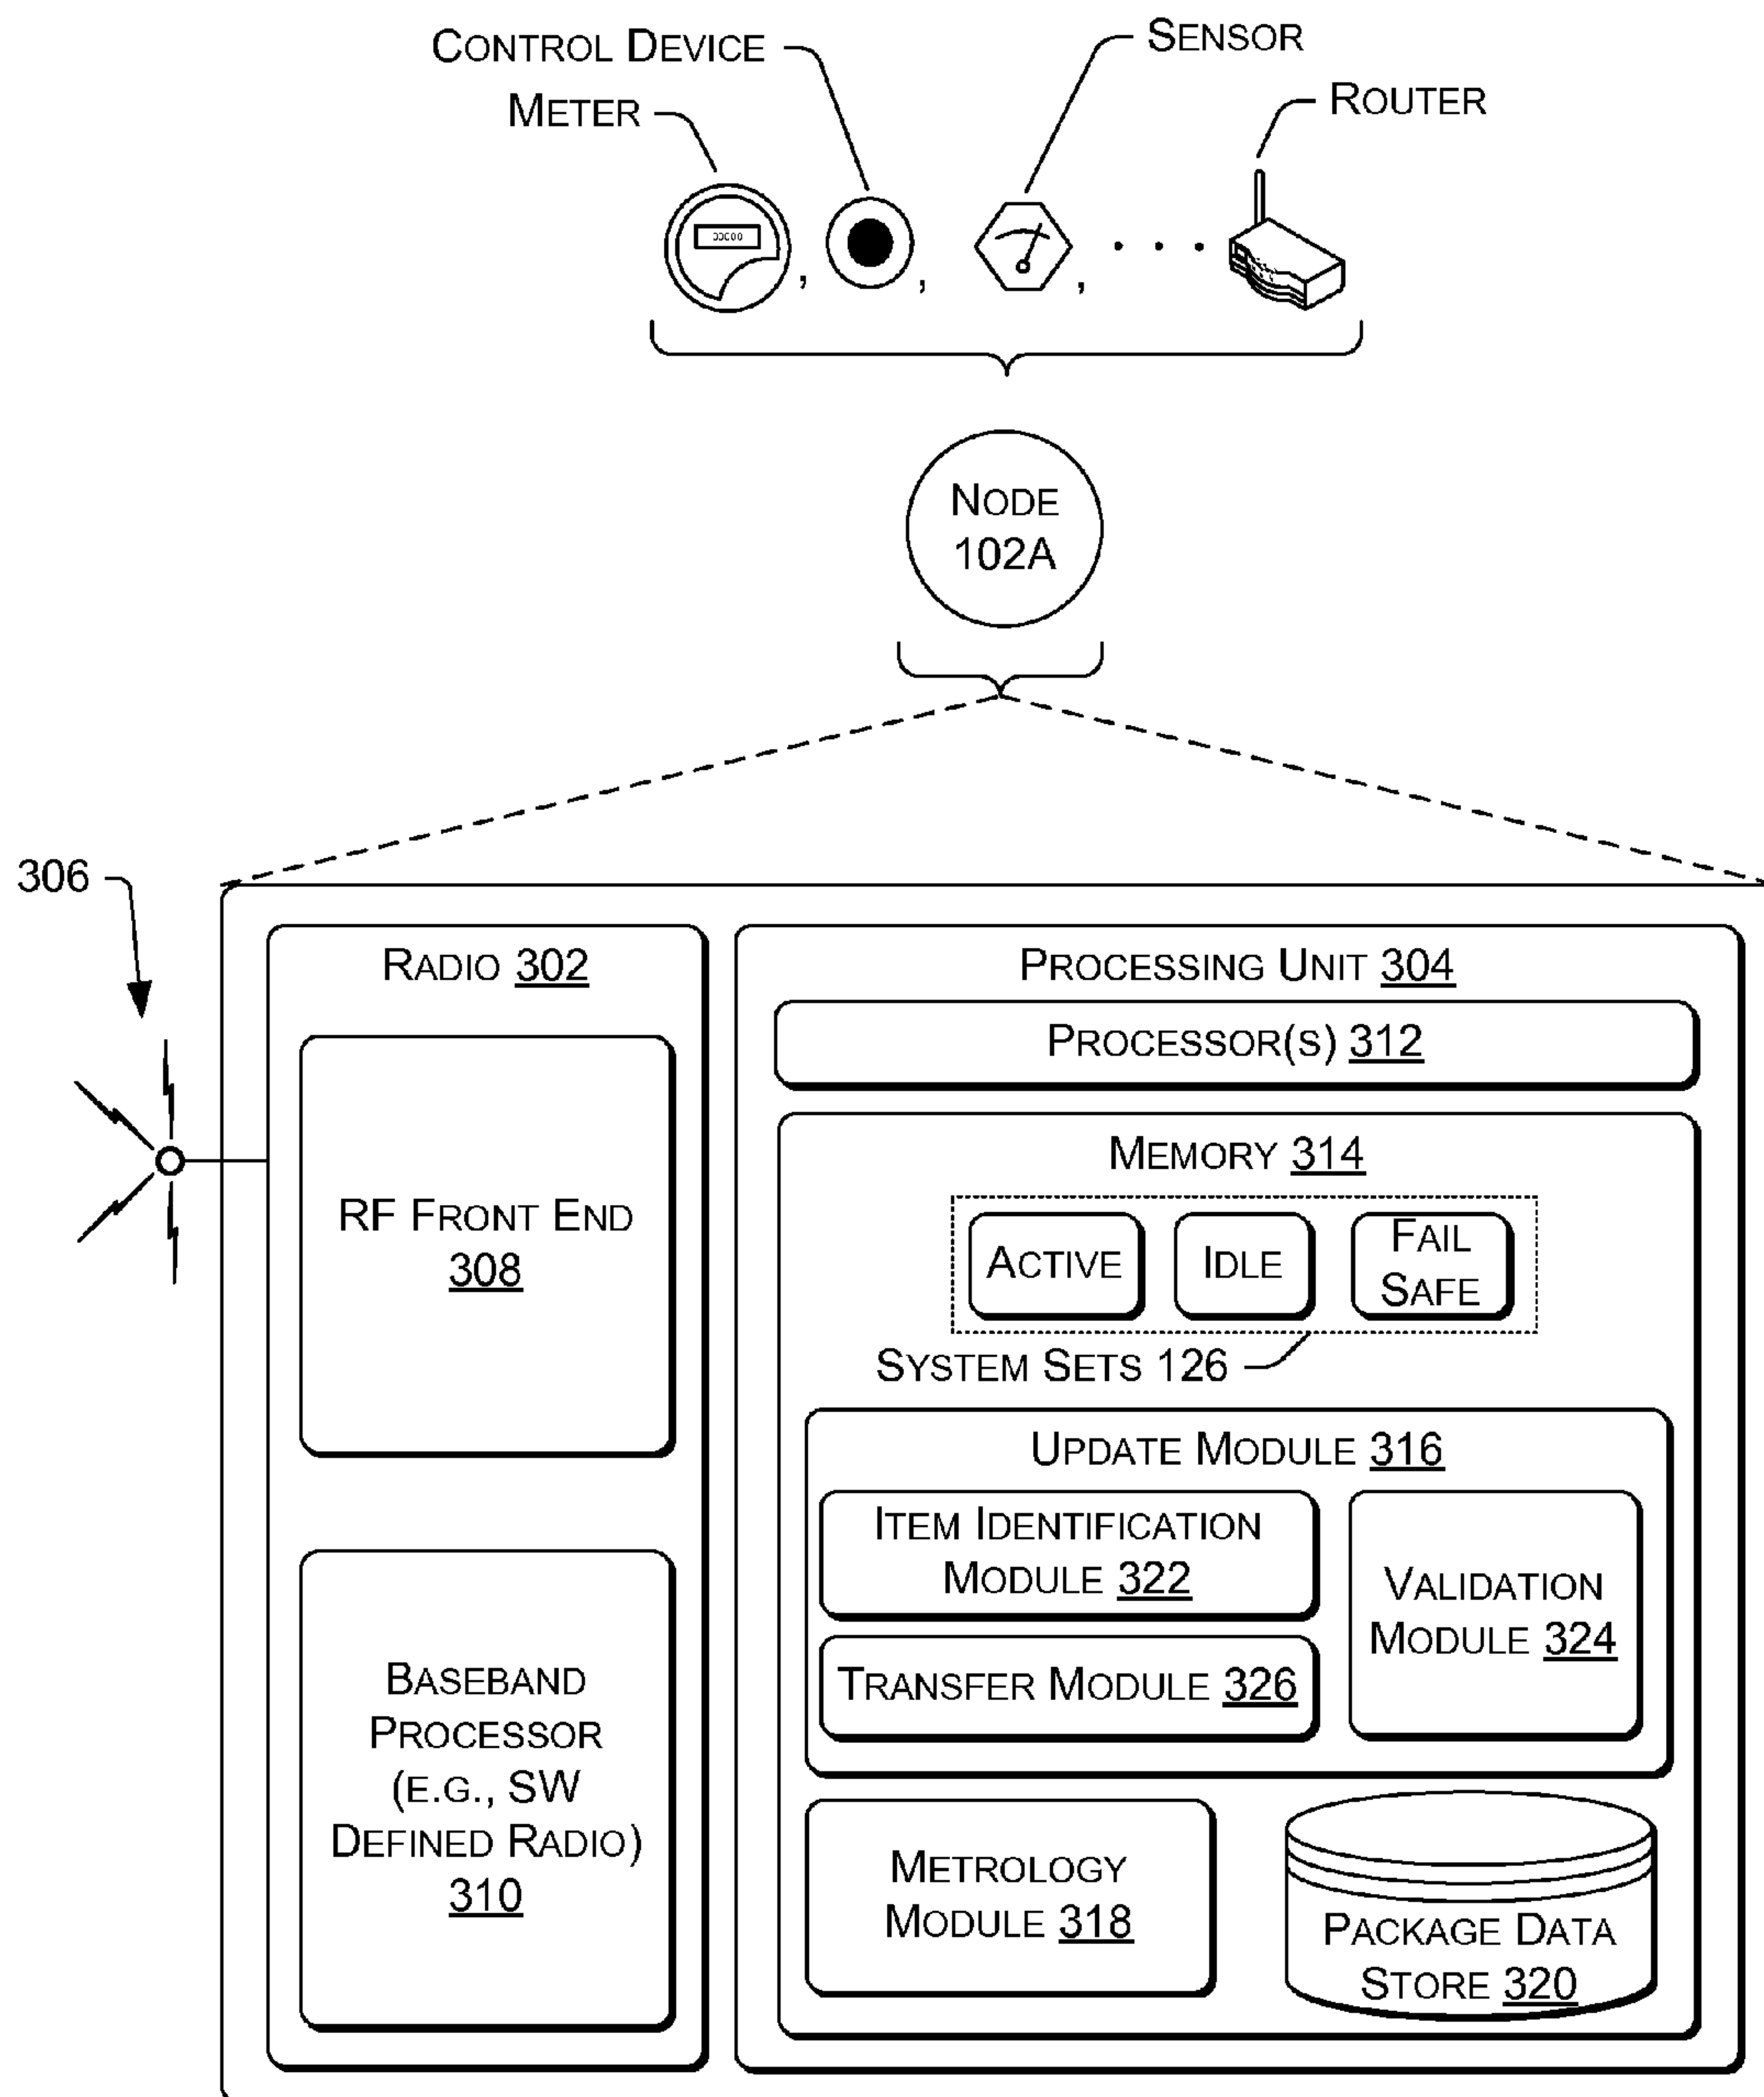 CONTROL DEVICE
SENSOR
METER
ROUTER
NODE
102A
306
RADIO 302
PROCESSING UNIT 304
PROCESSOR(S) 312
MEMORY 314
RF FRONT END
308
ACTIVE
IDLE
FAIL
SAFE
SYSTEM SETS 126
UPDATE MODULE 316
ITEM IDENTIFICATION
MODULE 322
VALIDATION
MODULE 324
TRANSFER MODULE 326
BASEBAND
PROCESSOR
(E.G., SW
DEFINED RADIO)
310
METROLOGY
MODULE 318
PACKAGE DATA
STORE 320